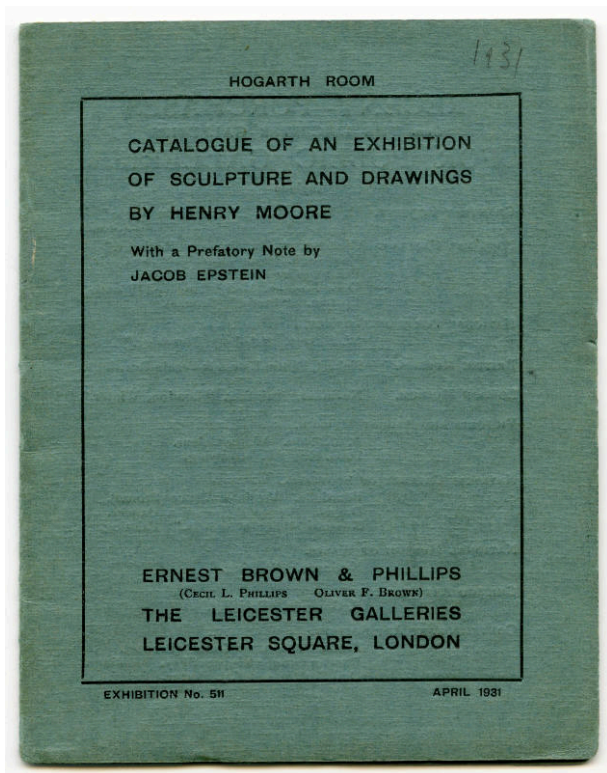 1931
HOGARTH ROOM
CATALOGUE OF AN EXHIBITION
OF SCULPTURE AND DRAWINGS
BY HENRY MOORE
With a Prefatory Note by
JACOB EPSTEIN
ERNEST BROWN & PHILLIPS
(CECIL L. PHILLIPS OLIVER F. BROWN)
THE LEICESTER GALLERIES
LEICESTER SQUARE, LONDON
EXHIBITION No. 511 APRIL 1931